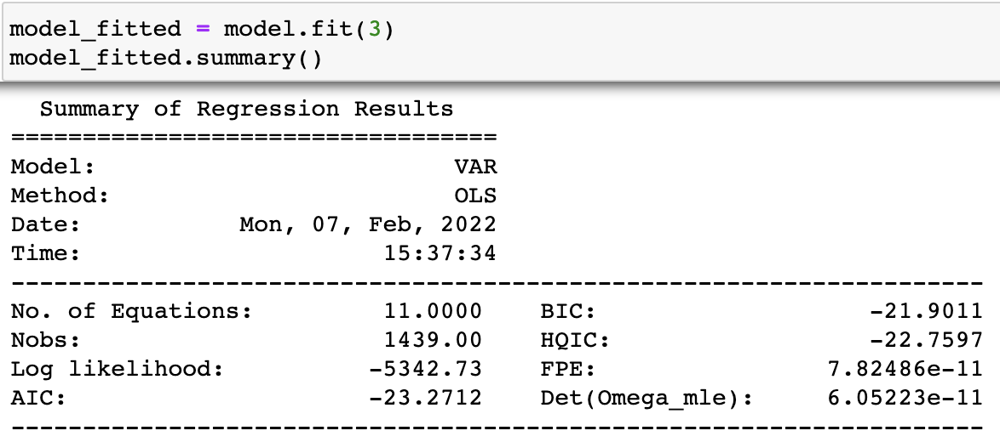 model_fitted = model.fit(3)
model_fitted.summary()
Summary of Regression Results
==================================
Model: VAR
Method: OLS
Date: Mon, 07, Feb, 2022
Time: 15:37:34
--------------------------------------------------------------------
No. of Equations: 11.0000 BIC: -21.9011
Nobs: 1439.00 HQIC: -22.7597
Log likelihood: -5342.73 FPE: 7.82486e-11
AIC: -23.2712 Det(Omega_mle): 6.05223e-11
--------------------------------------------------------------------